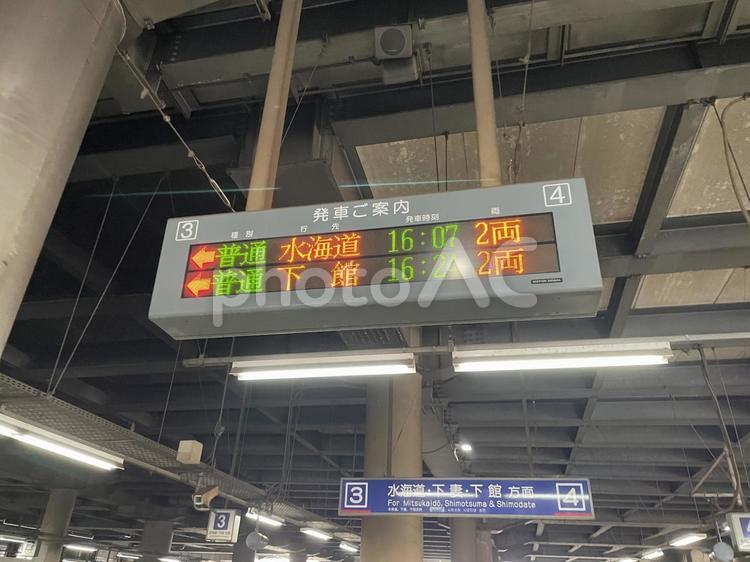 3 発車ご案内 4
種別 行先 発車時刻 両
←普通 水海道 16:07 2両
←普通 下館 16:24 2両
photoAC
3 水海道・下妻・下館 方面 4
For Mitsukaidō, Shimotsuma & Shimodate
3